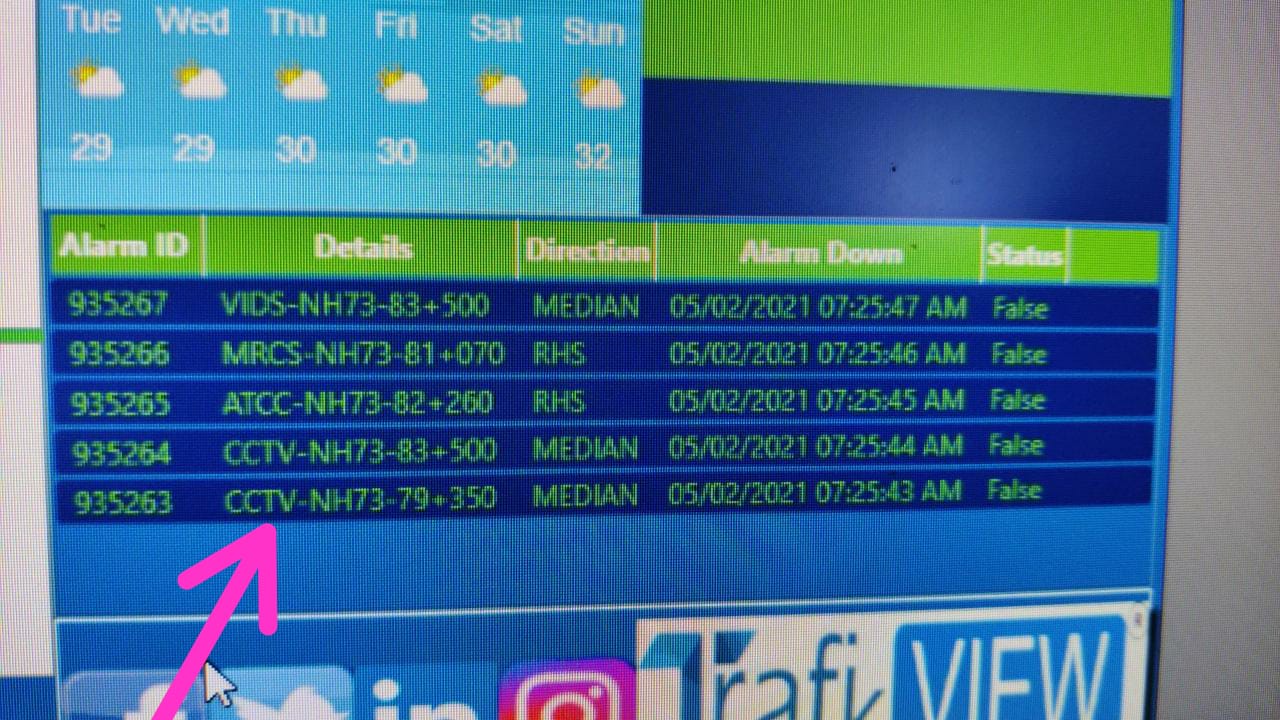 Tue Wed Thu Fri Sat Sun
29 29 30 30 30 32
Alarm ID Details Direction Alarm Down Status
935267 VIDS-NH73-83+500 MEDIAN 05/02/2021 07:25:47 AM False
935266 MRCS-NH73-81+070 RHS 05/02/2021 07:25:46 AM False
935265 ATCC-NH73-82+260 RHS 05/02/2021 07:25:45 AM False
935264 CCTV-NH73-83+500 MEDIAN 05/02/2021 07:25:44 AM False
935263 CCTV-NH73-79+350 MEDIAN 05/02/2021 07:25:43 AM False
in Trafik VIEW